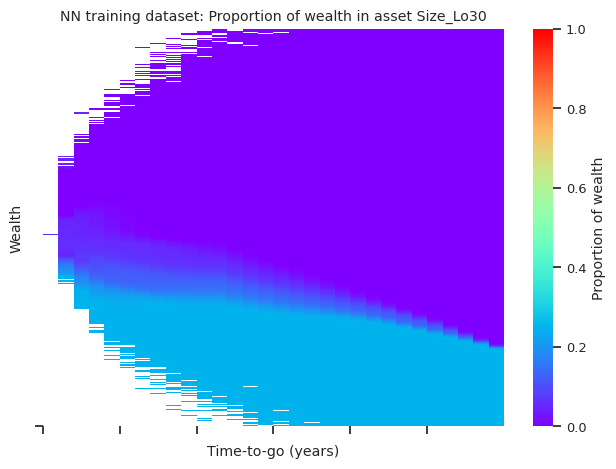 NN training dataset: Proportion of wealth in asset Size_Lo30
Wealth
Time-to-go (years)
1.0
0.8
0.6
0.4
0.2
0.0
Proportion of wealth